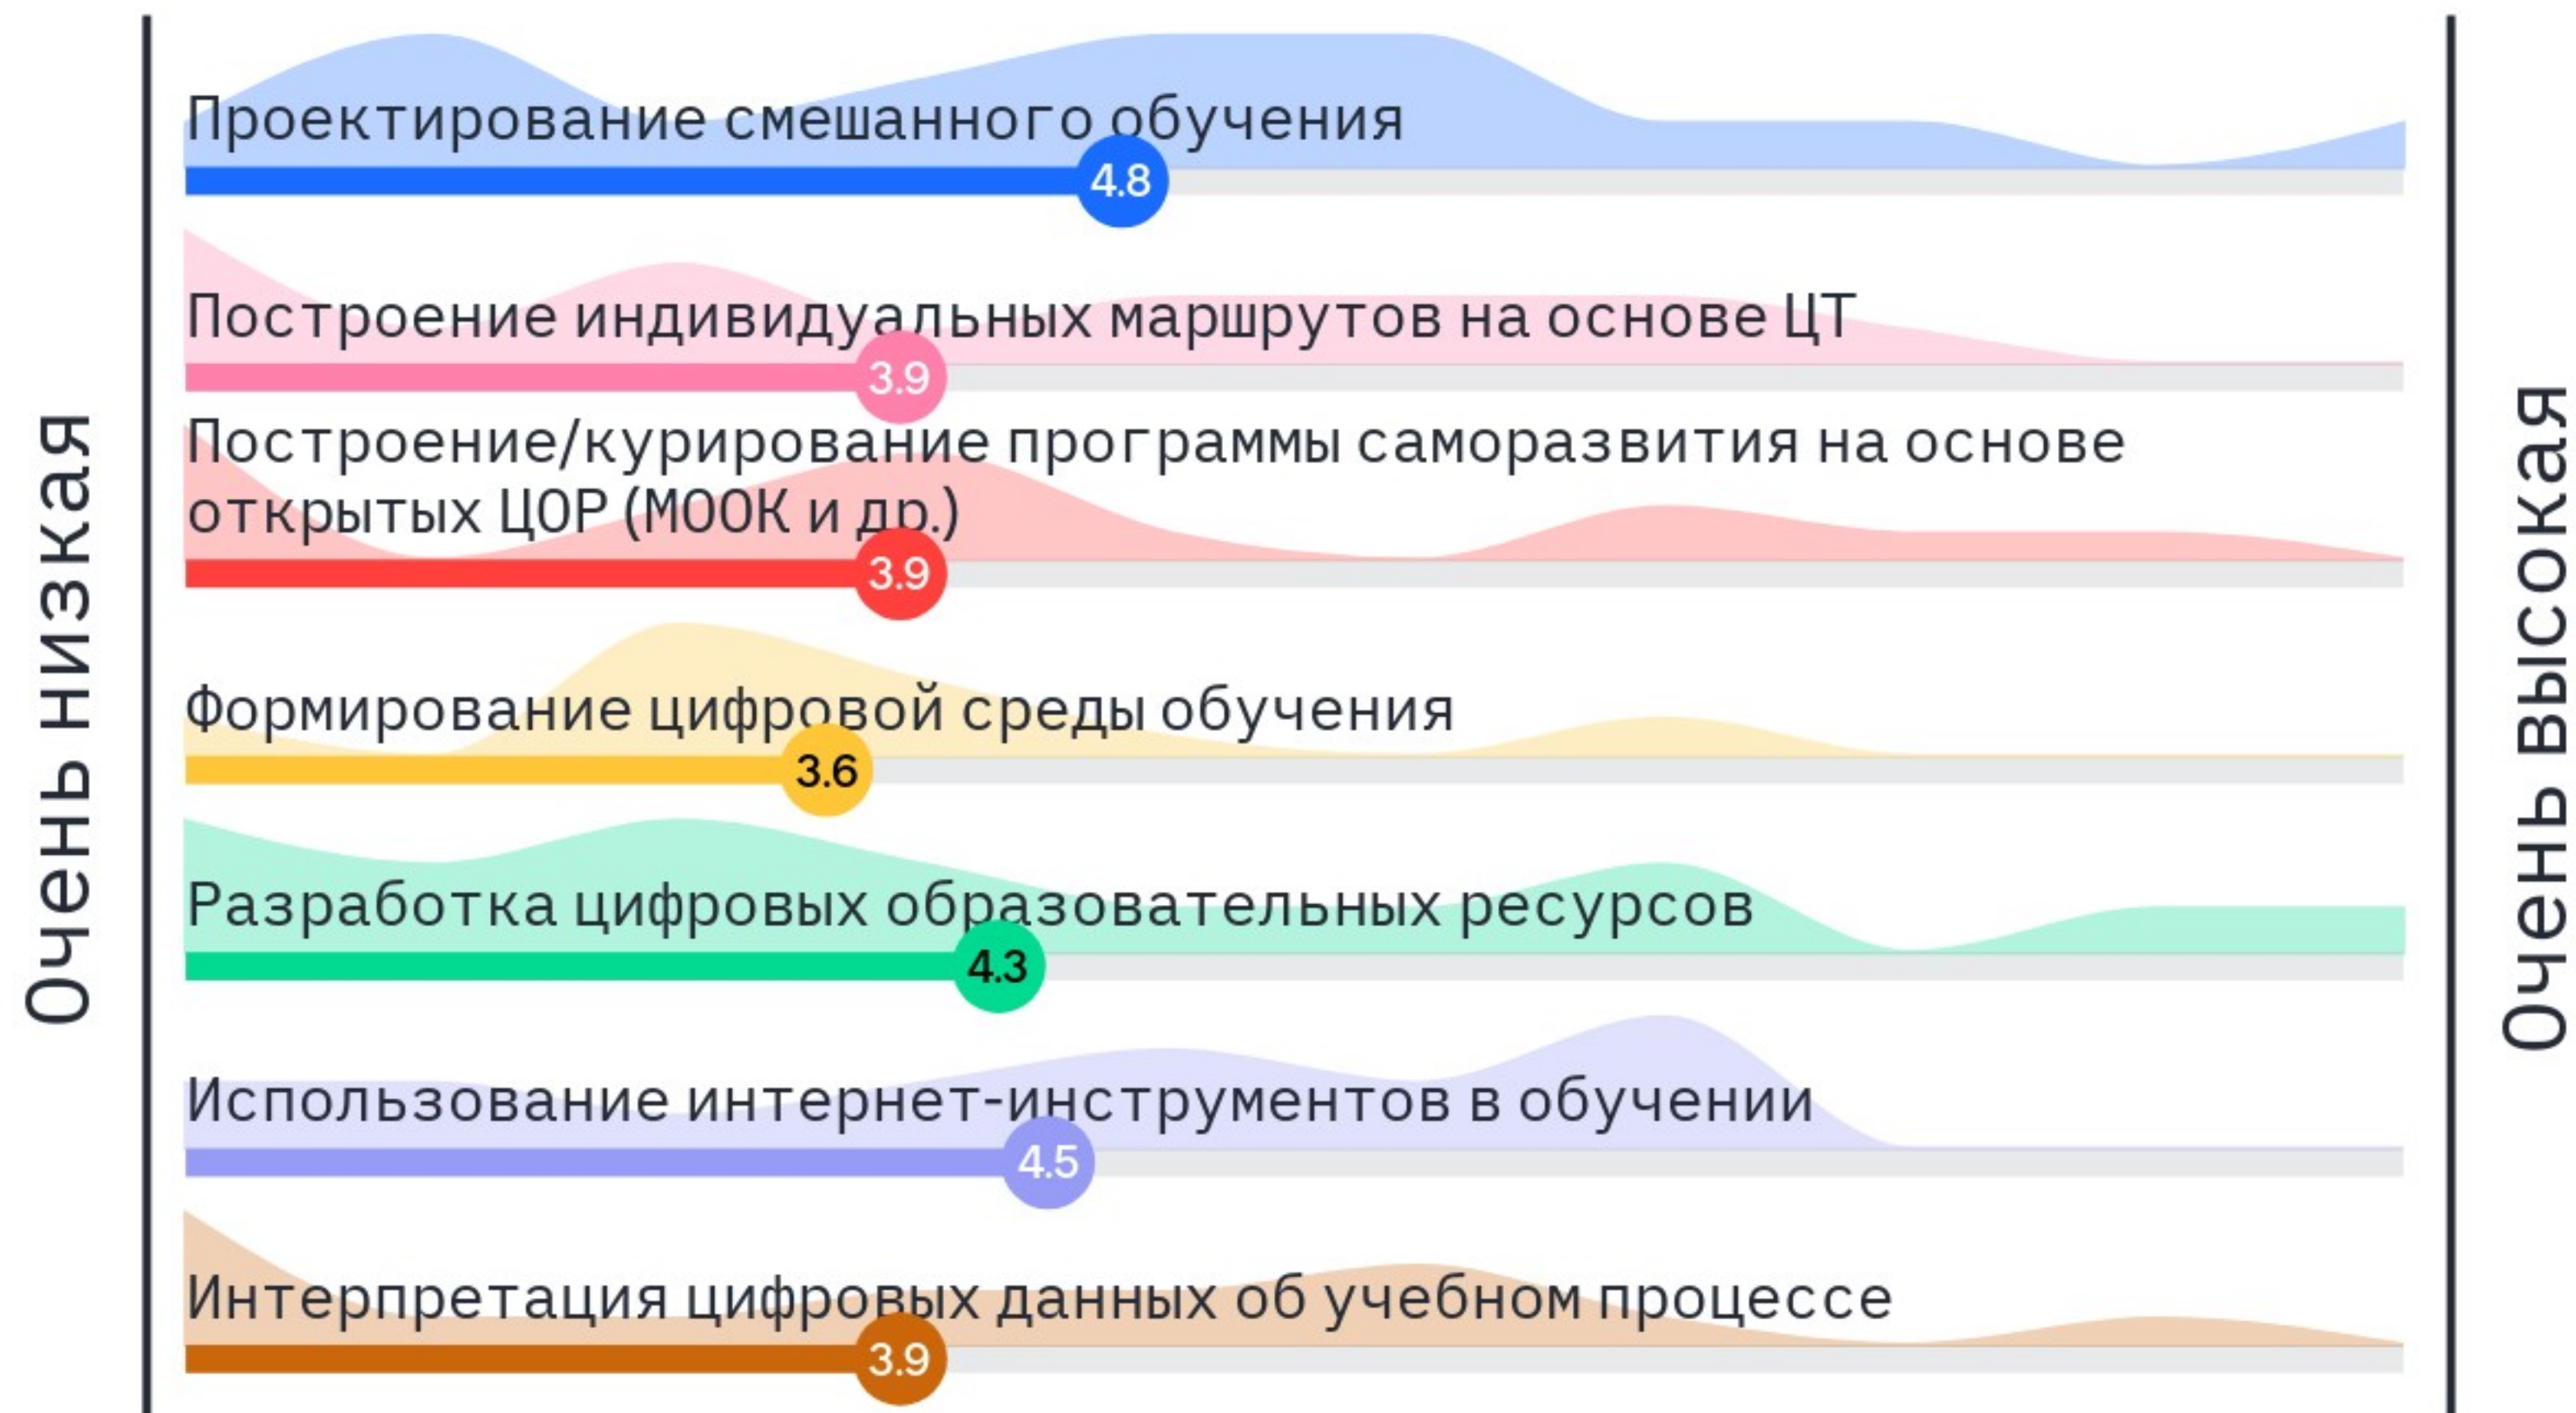 Очень низкая
Проектирование смешанного обучения
4.8
Построение индивидуальных маршрутов на основе ЦТ
3.9
Построение/курирование программы саморазвития на основе
открытых ЦОР (МООК и др.)
3.9
Формирование цифровой среды обучения
3.6
Разработка цифровых образовательных ресурсов
4.3
Использование интернет-инструментов в обучении
4.5
Интерпретация цифровых данных об учебном процессе
3.9
Очень высокая